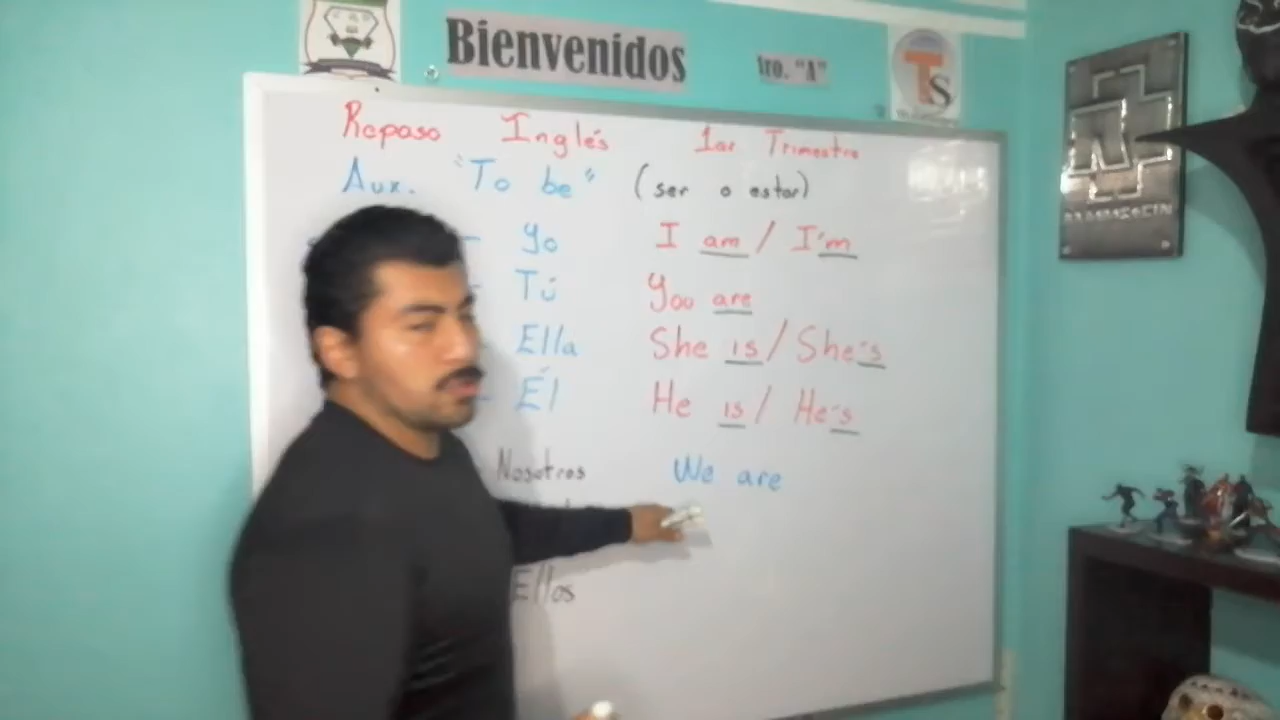 Bienvenidos
1ro. "A"
TS
RAMMSTEIN
Repaso Inglés 1er Trimestre
Aux. "To be" (ser o estar)
- Yo I am / I'm
- Tú You are
Ella She is / She's
- Él He is / He's
Nosotros We are
Ellos